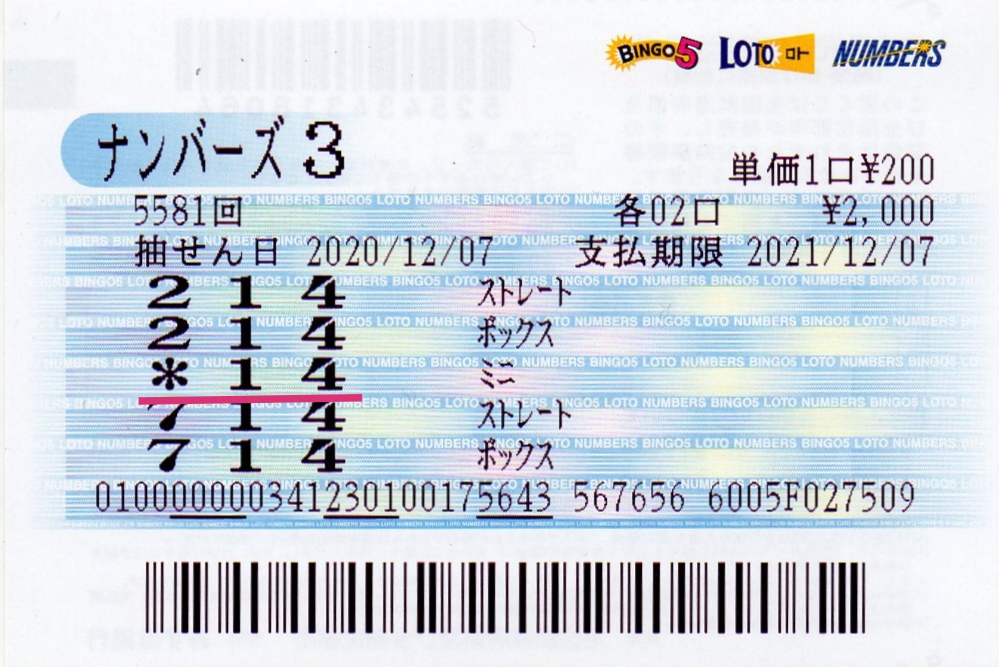 BINGO5 LOTO ロト NUMBERS
ナンバーズ3
単価1口¥200
5581回 各02口 ¥2,000
抽せん日 2020/12/07 支払期限 2021/12/07
2 1 4 ストレート
2 1 4 ボックス
* 1 4 ミニ
7 1 4 ストレート
7 1 4 ボックス
0100000000341230100175643 567656 6005F027509